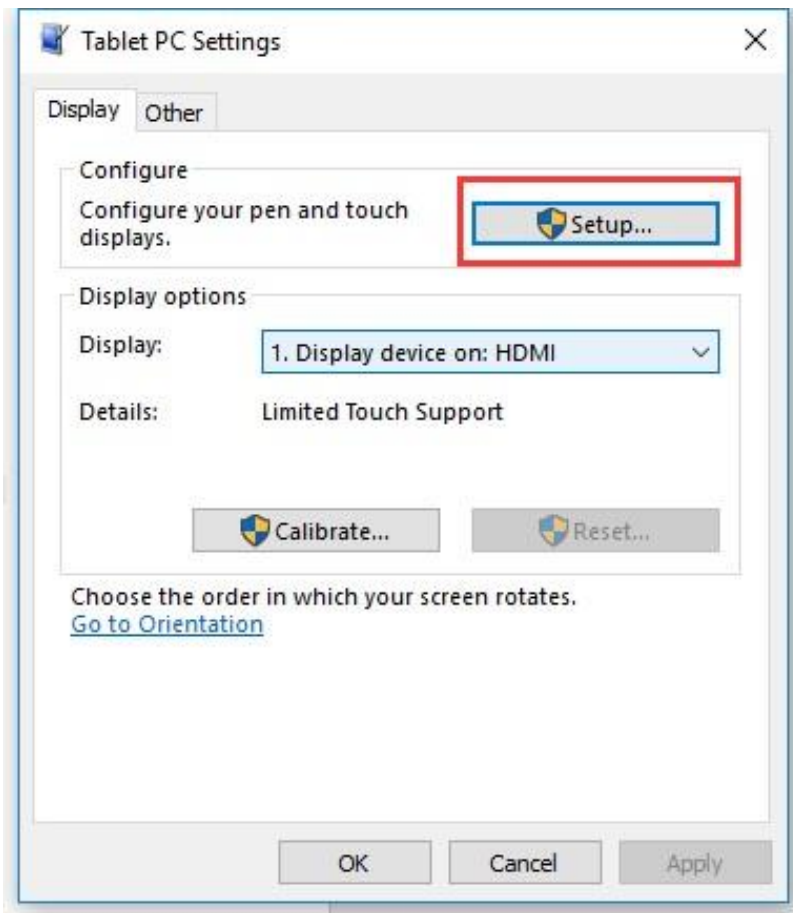 Tablet PC Settings
Display
Other
Configure
Configure your pen and touch
displays.
Setup...
Display options
Display:
1. Display device on: HDMI
Details:
Limited Touch Support
Calibrate...
Reset...
Choose the order in which your screen rotates.
Go to Orientation
OK
Cancel
Apply